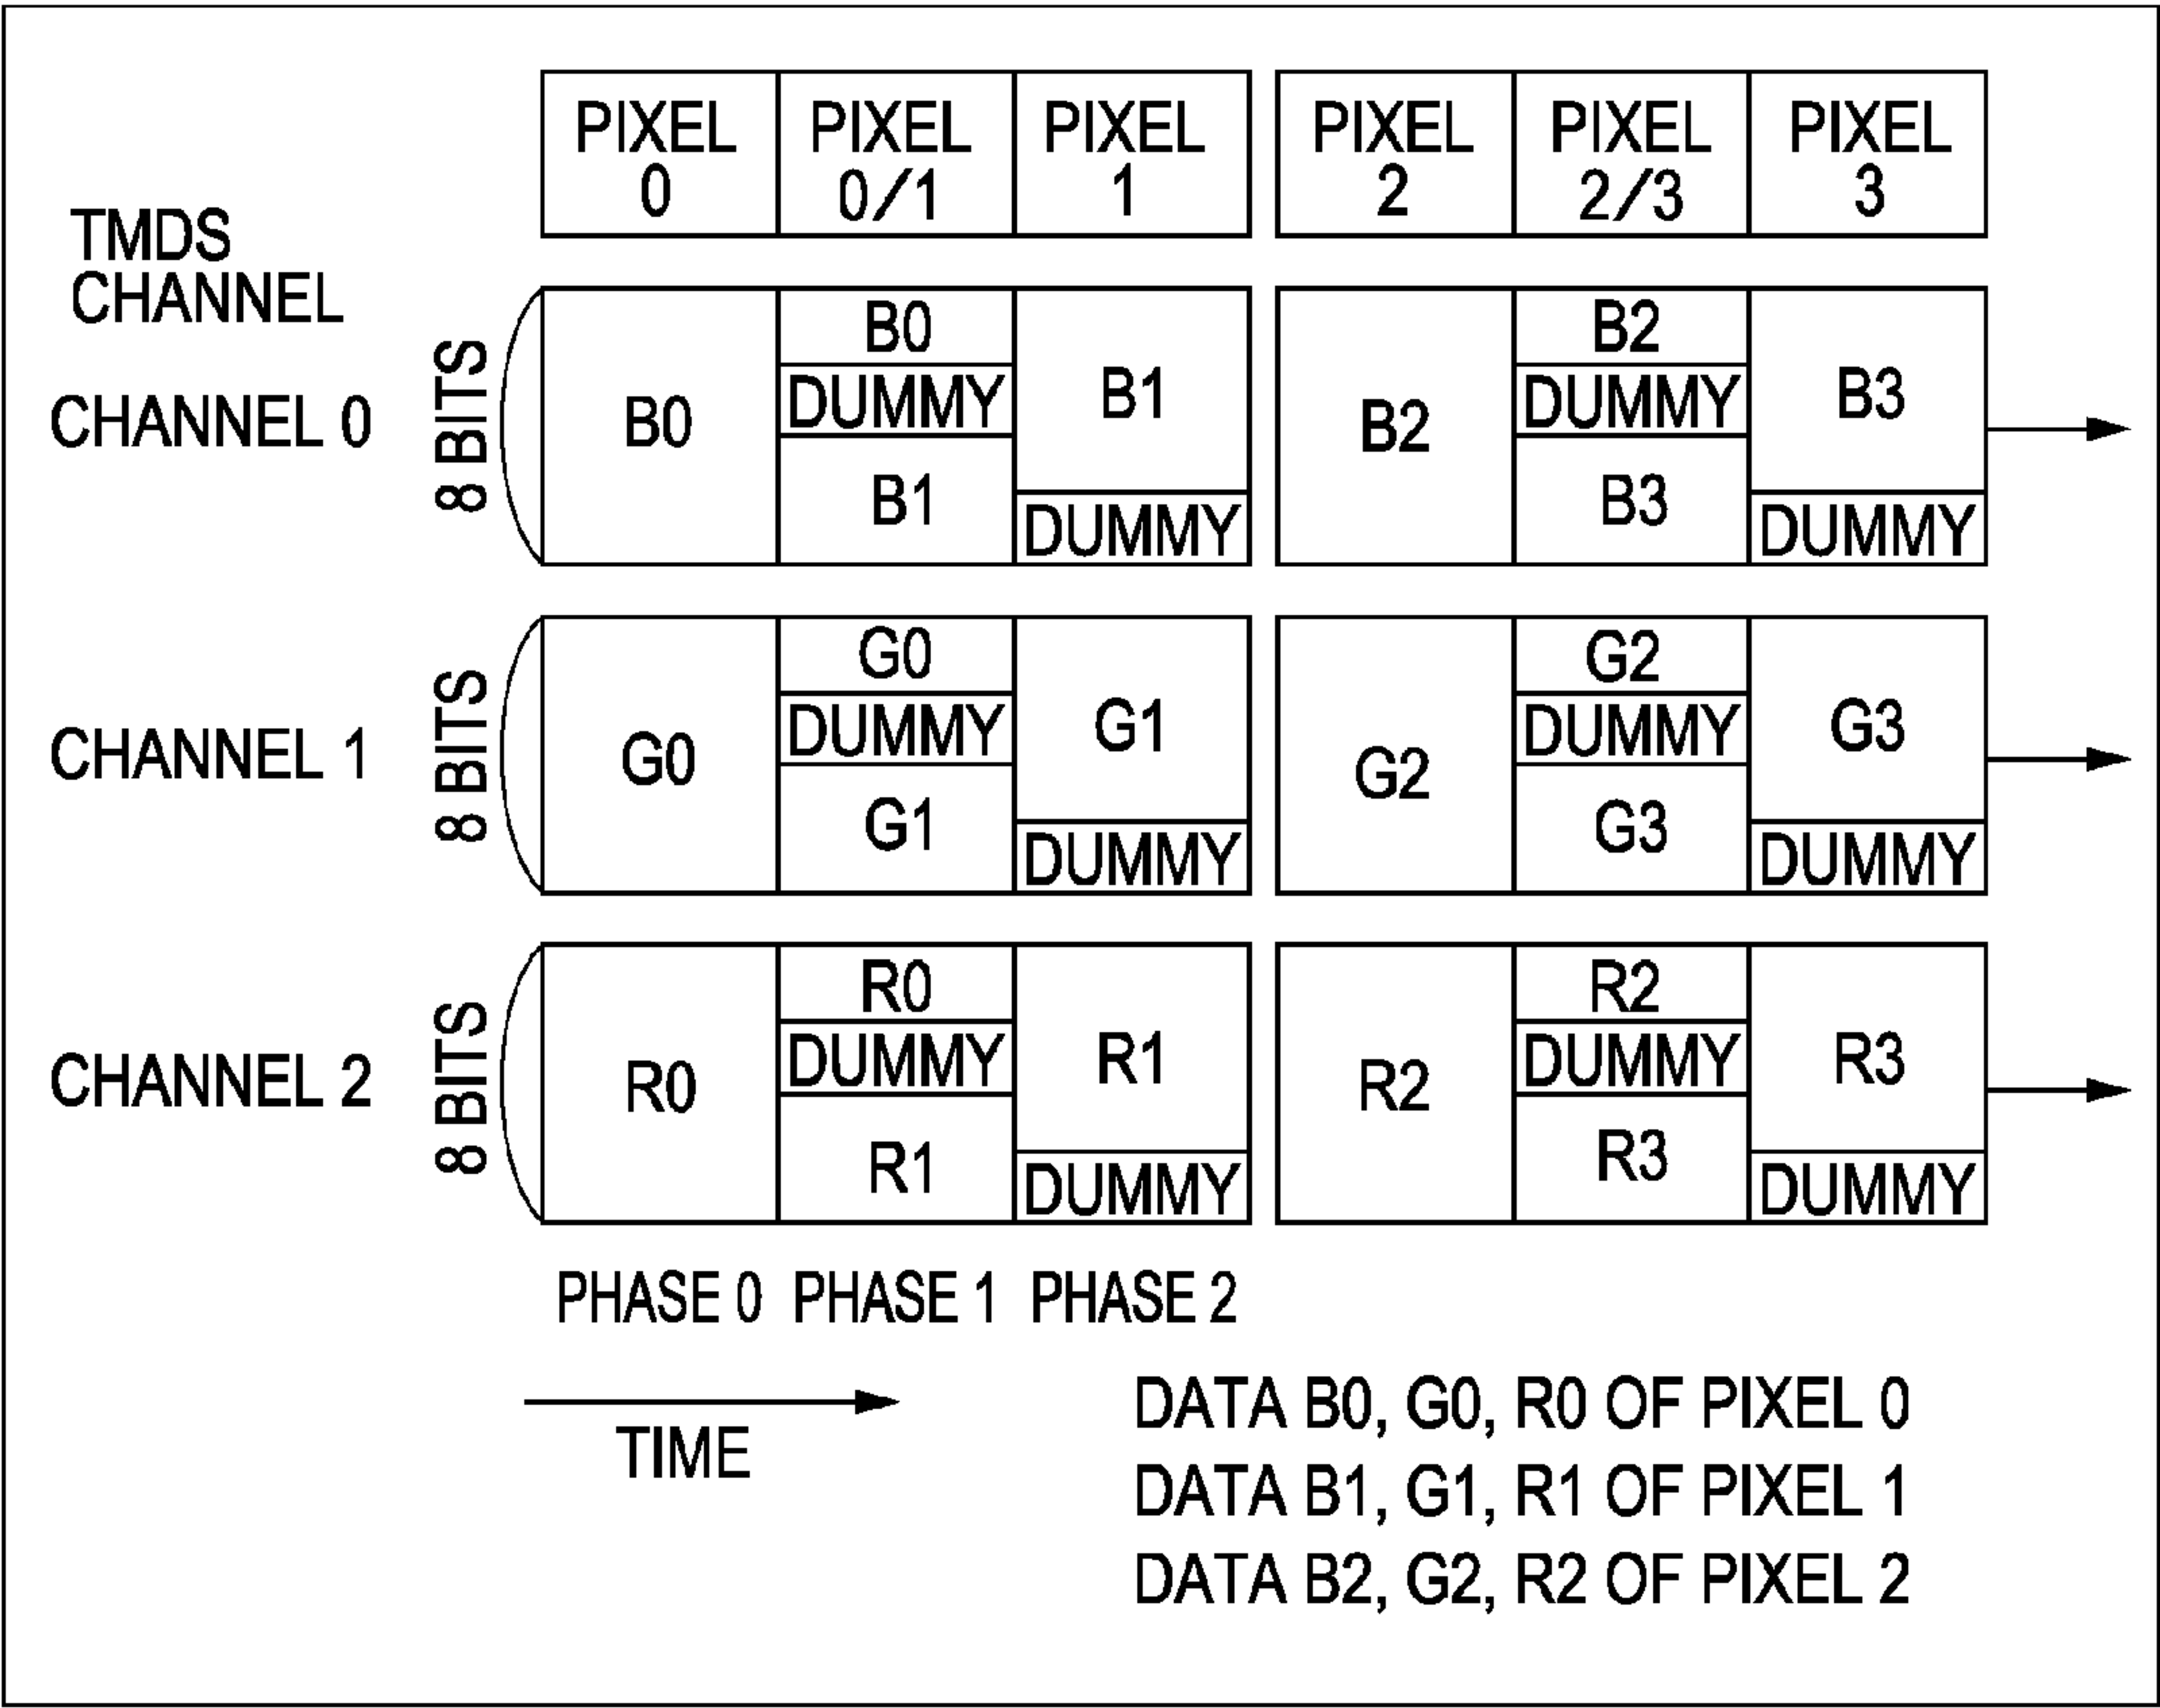 PIXEL 0 PIXEL 0/1 PIXEL 1 PIXEL 2 PIXEL 2/3 PIXEL 3
TMDS
CHANNEL
CHANNEL 0
8 BITS
B0
B0
DUMMY
B1
B1
DUMMY
B2
B2
DUMMY
B3
B3
DUMMY
CHANNEL 1
8 BITS
G0
G0
DUMMY
G1
G1
DUMMY
G2
G2
DUMMY
G3
G3
DUMMY
CHANNEL 2
8 BITS
R0
R0
DUMMY
R1
R1
DUMMY
R2
R2
DUMMY
R3
R3
DUMMY
PHASE 0 PHASE 1 PHASE 2
TIME
DATA B0, G0, R0 OF PIXEL 0
DATA B1, G1, R1 OF PIXEL 1
DATA B2, G2, R2 OF PIXEL 2